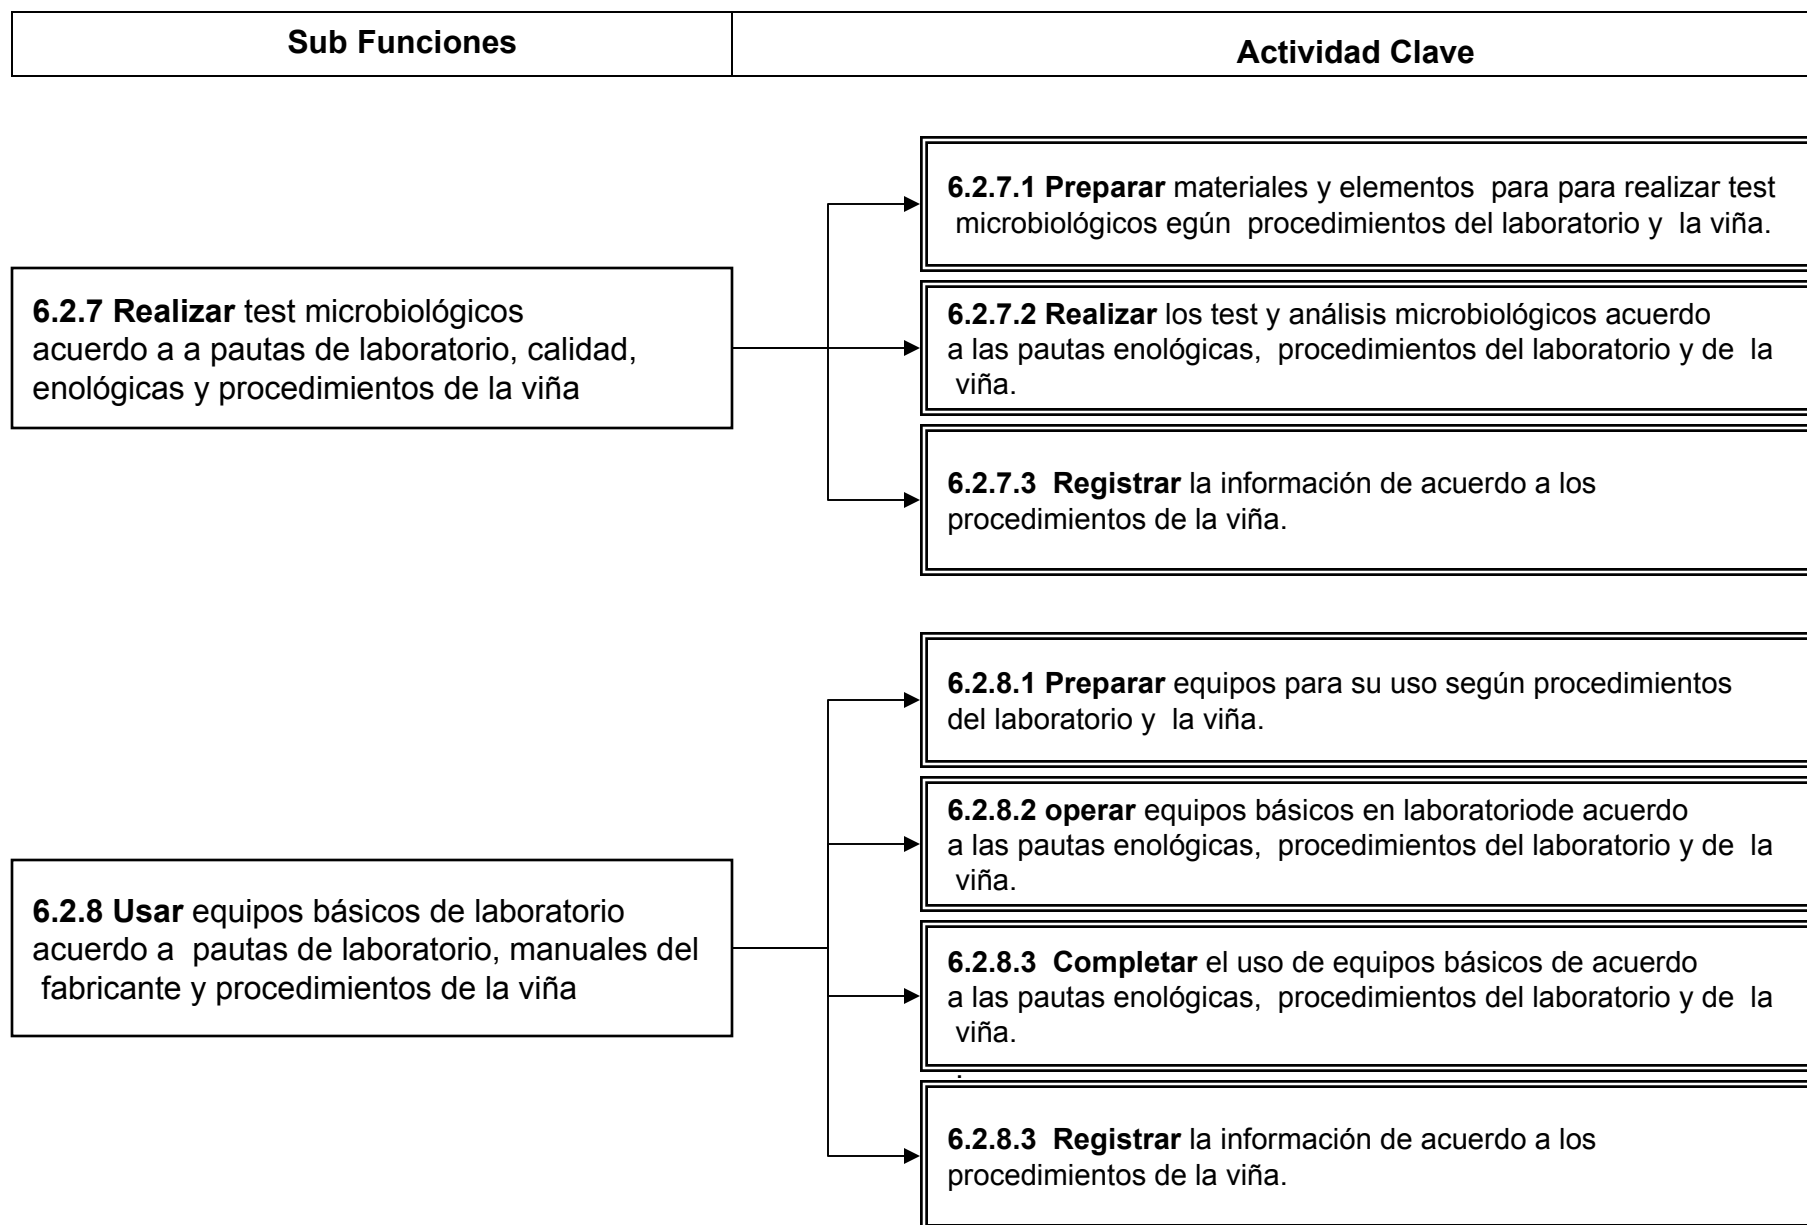 Sub Funciones
Actividad Clave
6.2.7 Realizar test microbiológicos
acuerdo a a pautas de laboratorio, calidad,
enológicas y procedimientos de la viña
6.2.7.1 Preparar materiales y elementos para para realizar test
microbiológicos egún procedimientos del laboratorio y la viña.
6.2.7.2 Realizar los test y análisis microbiológicos acuerdo
a las pautas enológicas, procedimientos del laboratorio y de la
viña.
6.2.7.3 Registrar la información de acuerdo a los
procedimientos de la viña.
6.2.8 Usar equipos básicos de laboratorio
acuerdo a pautas de laboratorio, manuales del
fabricante y procedimientos de la viña
6.2.8.1 Preparar equipos para su uso según procedimientos
del laboratorio y la viña.
6.2.8.2 operar equipos básicos en laboratoriode acuerdo
a las pautas enológicas, procedimientos del laboratorio y de la
viña.
6.2.8.3 Completar el uso de equipos básicos de acuerdo
a las pautas enológicas, procedimientos del laboratorio y de la
viña.
.
6.2.8.3 Registrar la información de acuerdo a los
procedimientos de la viña.